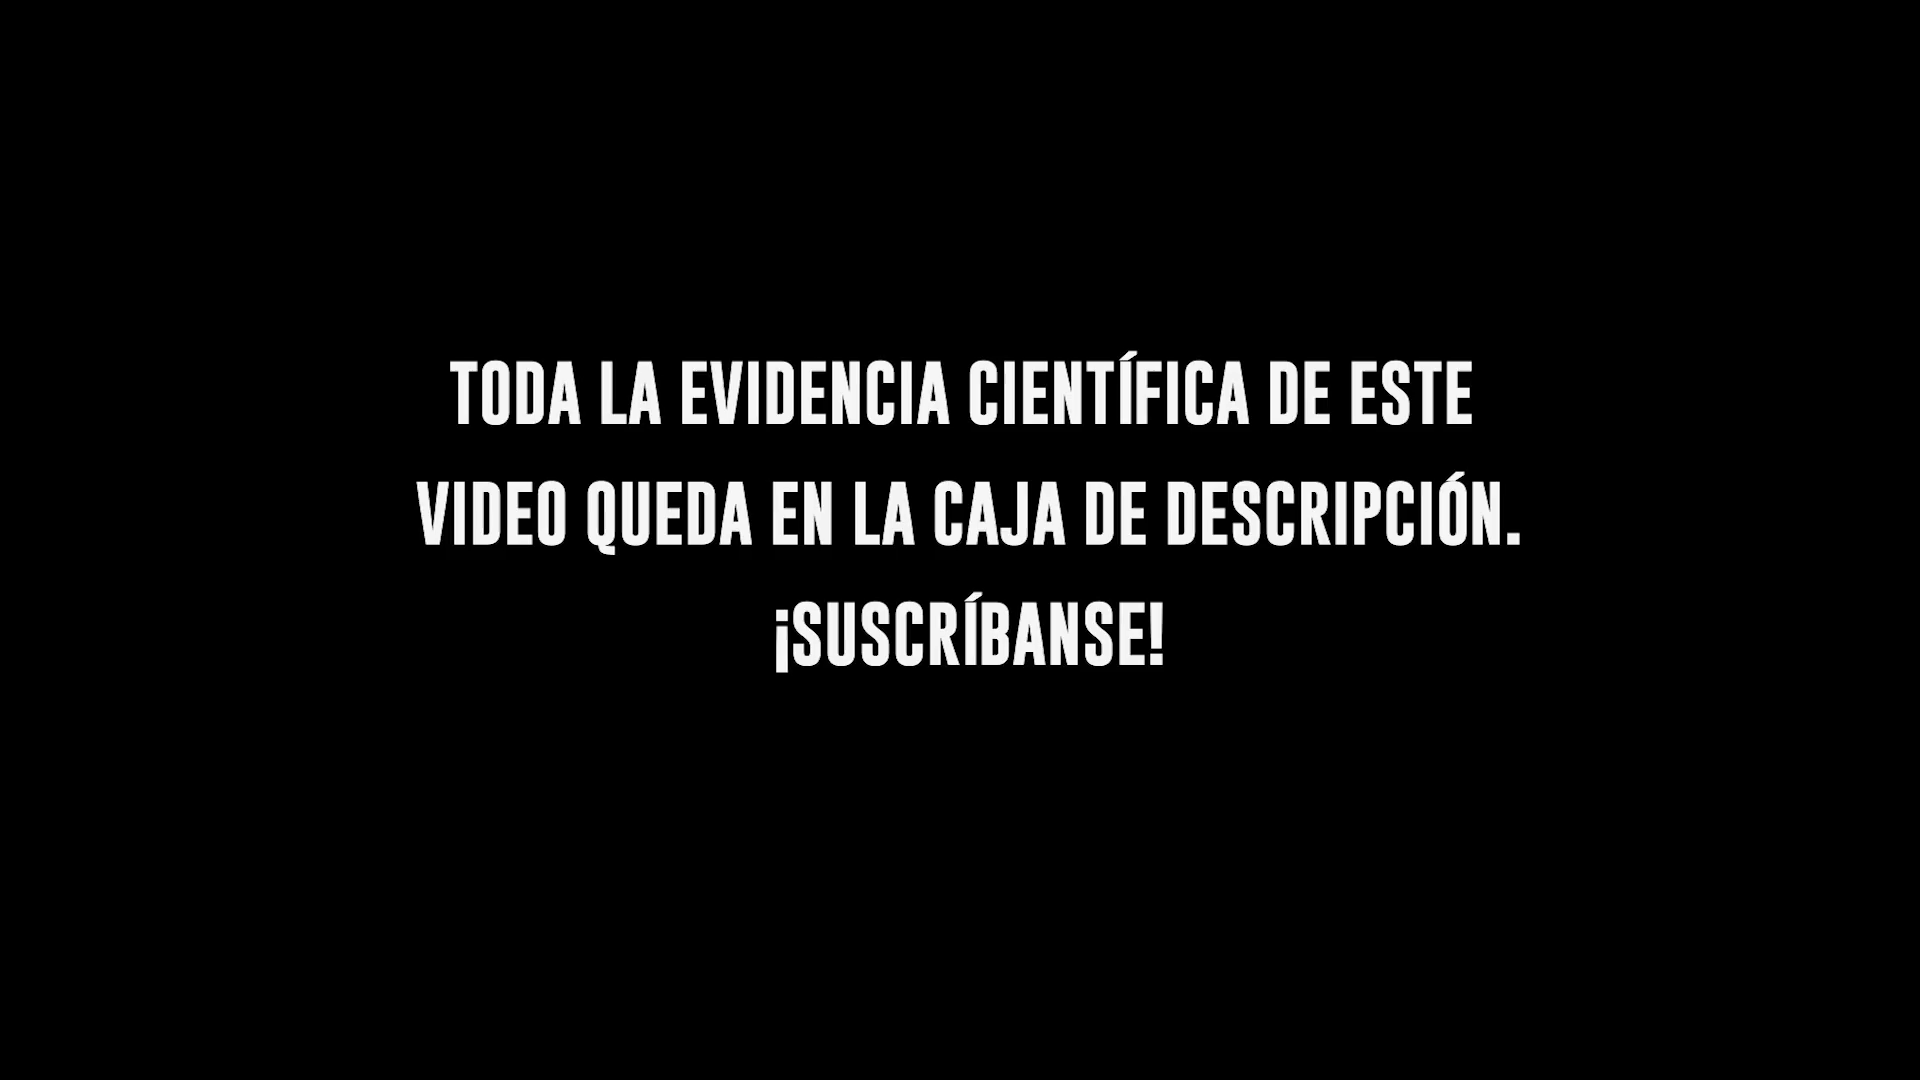 TODA LA EVIDENCIA CIENTÍFICA DE ESTE
VIDEO QUEDA EN LA CAJA DE DESCRIPCIÓN.
¡SUSCRÍBANSE!